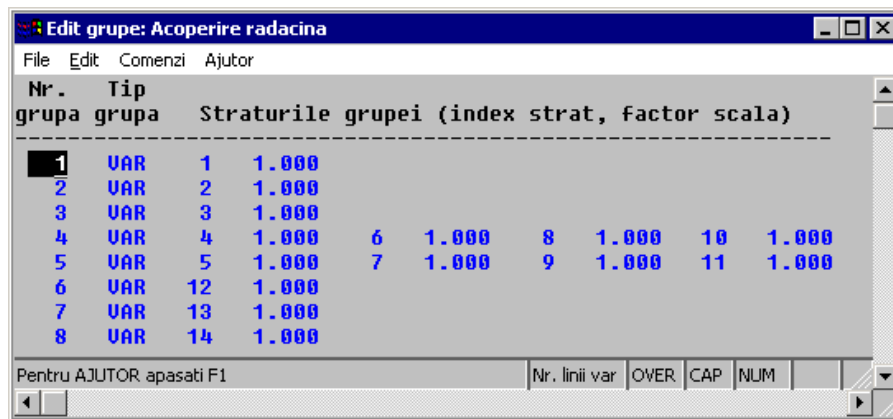 Edit grupe: Acoperire radacina
File Edit Comenzi Ajutor
Nr. Tip
grupa grupa Straturile grupei (index strat, factor scala)
1 VAR 1 1.000
2 VAR 2 1.000
3 VAR 3 1.000
4 VAR 4 1.000 6 1.000 8 1.000 10 1.000
5 VAR 5 1.000 7 1.000 9 1.000 11 1.000
6 VAR 12 1.000
7 VAR 13 1.000
8 VAR 14 1.000
Pentru AJUTOR apasati F1 Nr. linii var OVER CAP NUM